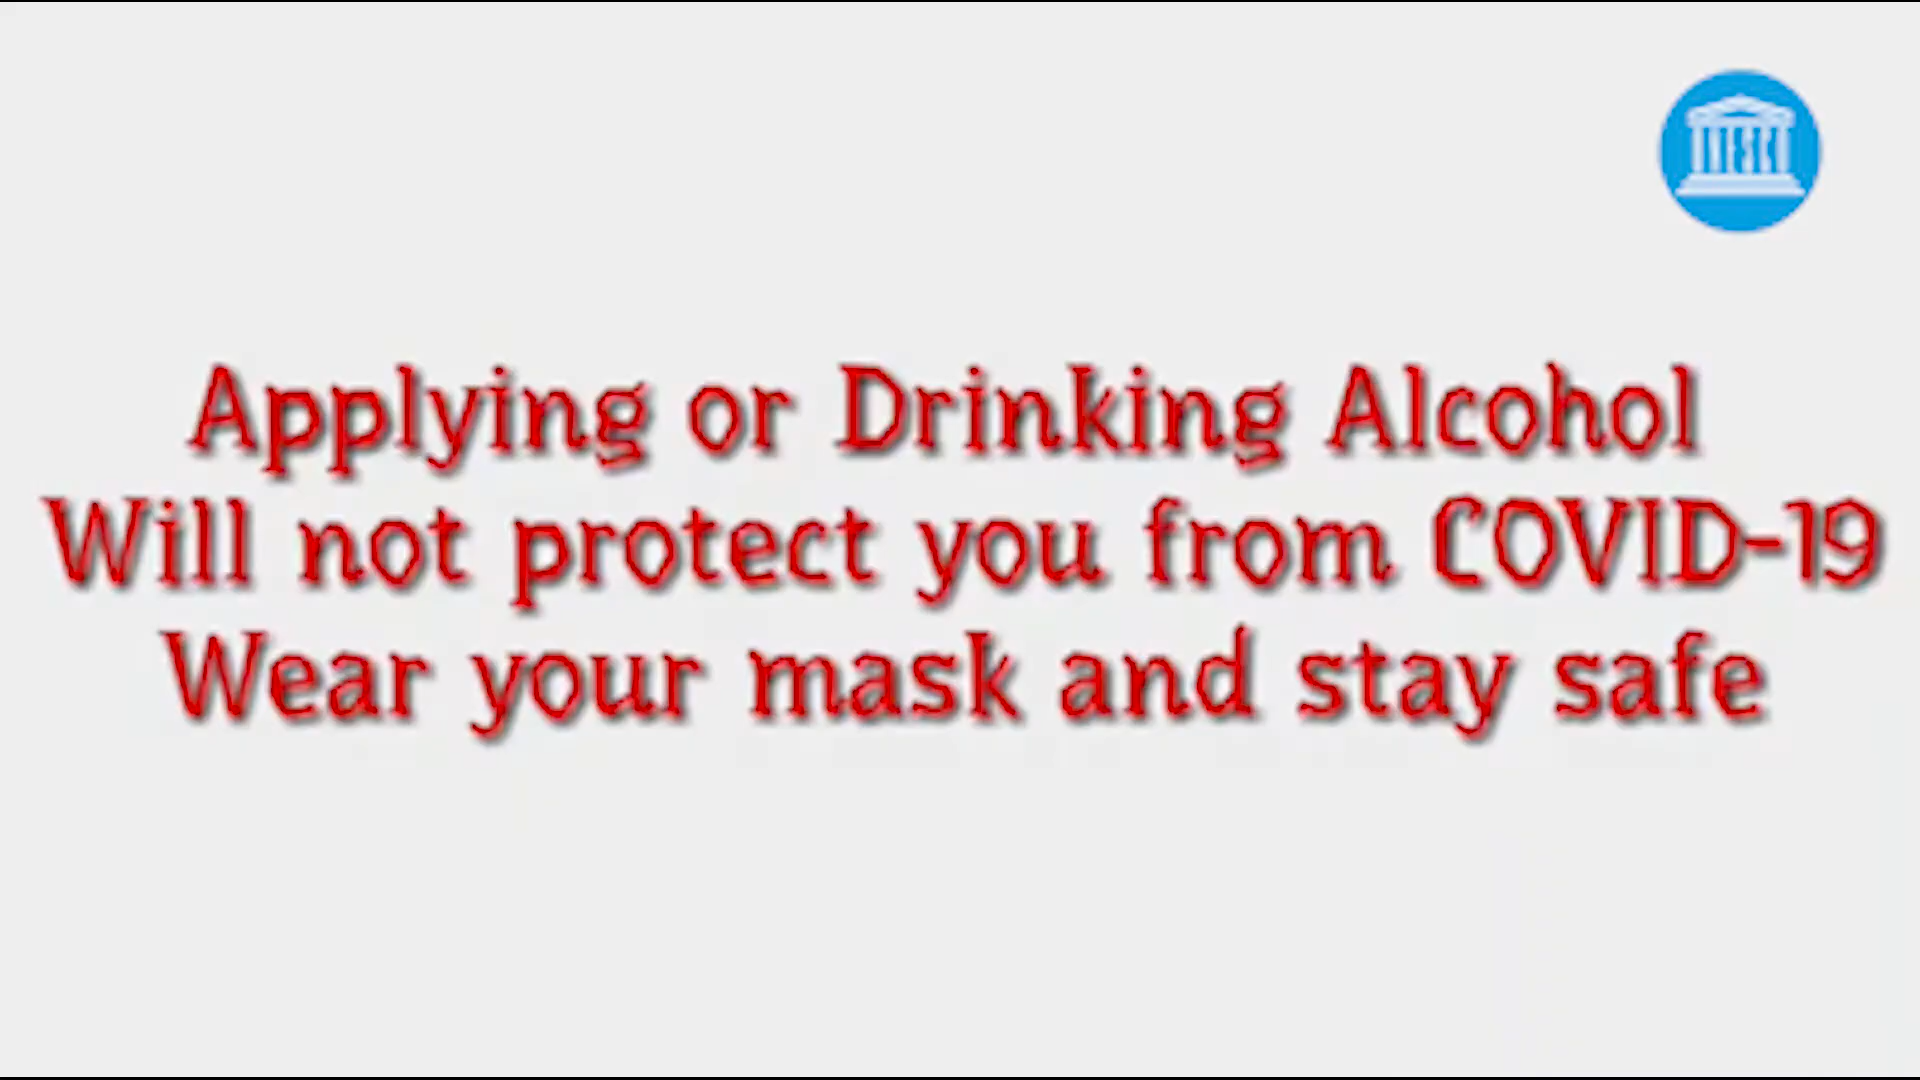 Applying or Drinking Alcohol
Will not protect you from COVID-19
Wear your mask and stay safe